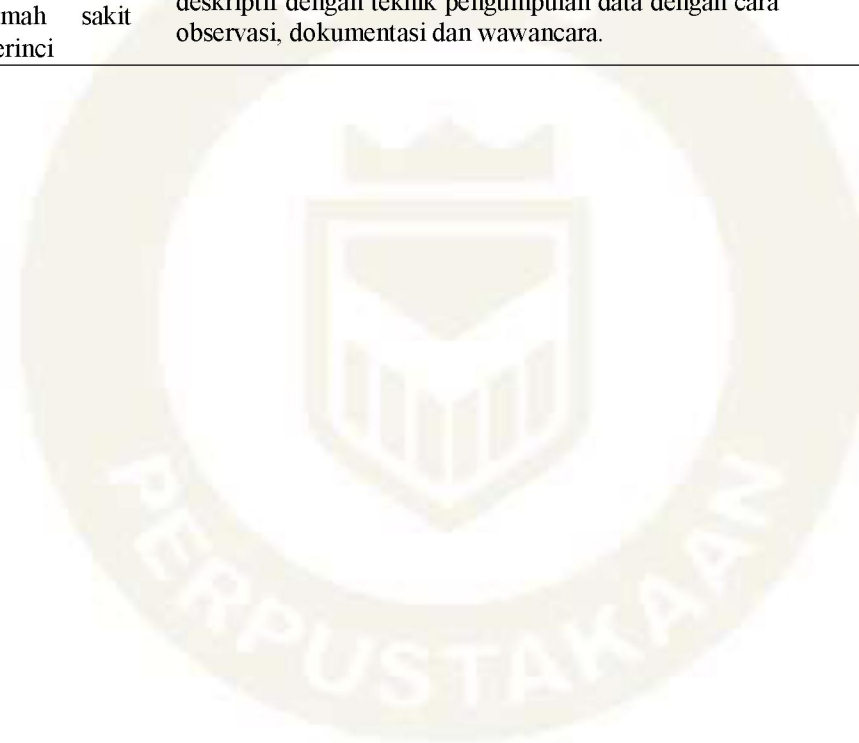 mah sakit
erinci
deskriptif dengan teknik pengumpulan data dengan cara
observasi, dokumentasi dan wawancara.
PERPUSTAKAAN